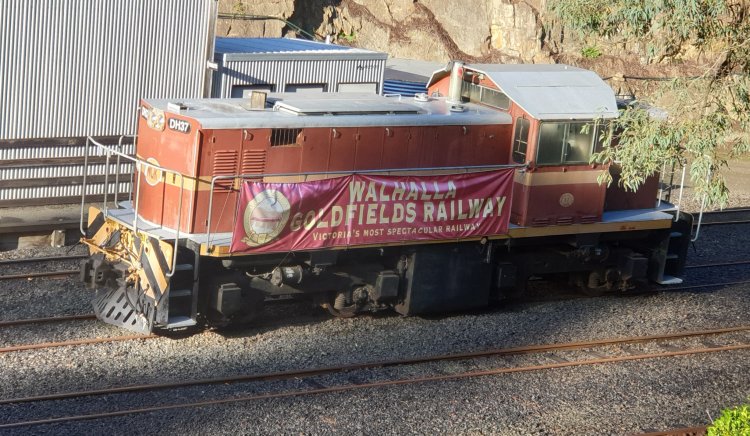 DH37
WALHALLA
GOLDFIELDS RAILWAY
VICTORIA'S MOST SPECTACULAR RAILWAY